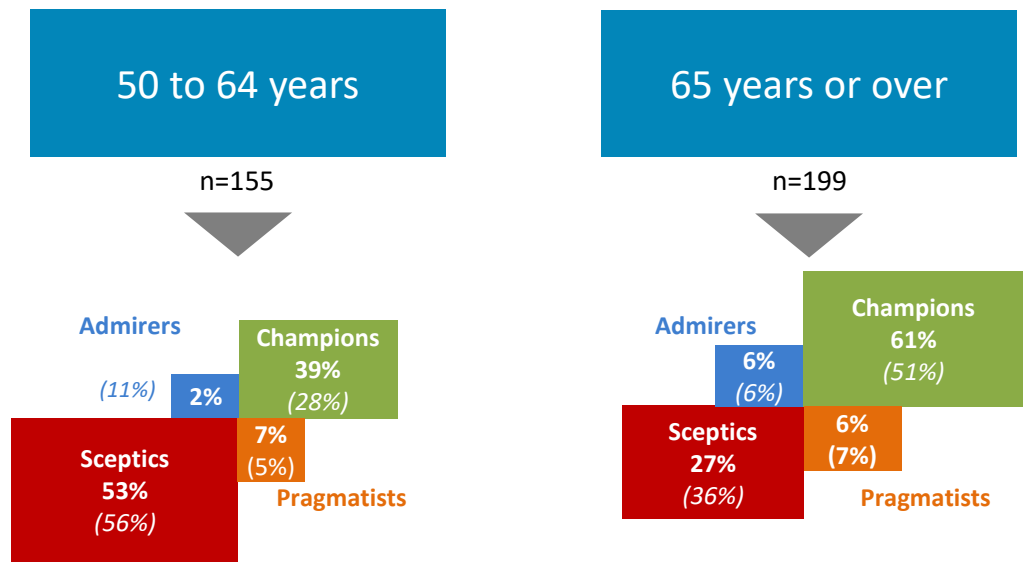 50 to 64 years
n=155
Admirers
(11%)
2%
Champions
39%
(28%)
Sceptics
53%
(56%)
7%
(5%)
Pragmatists
65 years or over
n=199
Admirers
6%
(6%)
Champions
61%
(51%)
Sceptics
27%
(36%)
6%
(7%)
Pragmatists